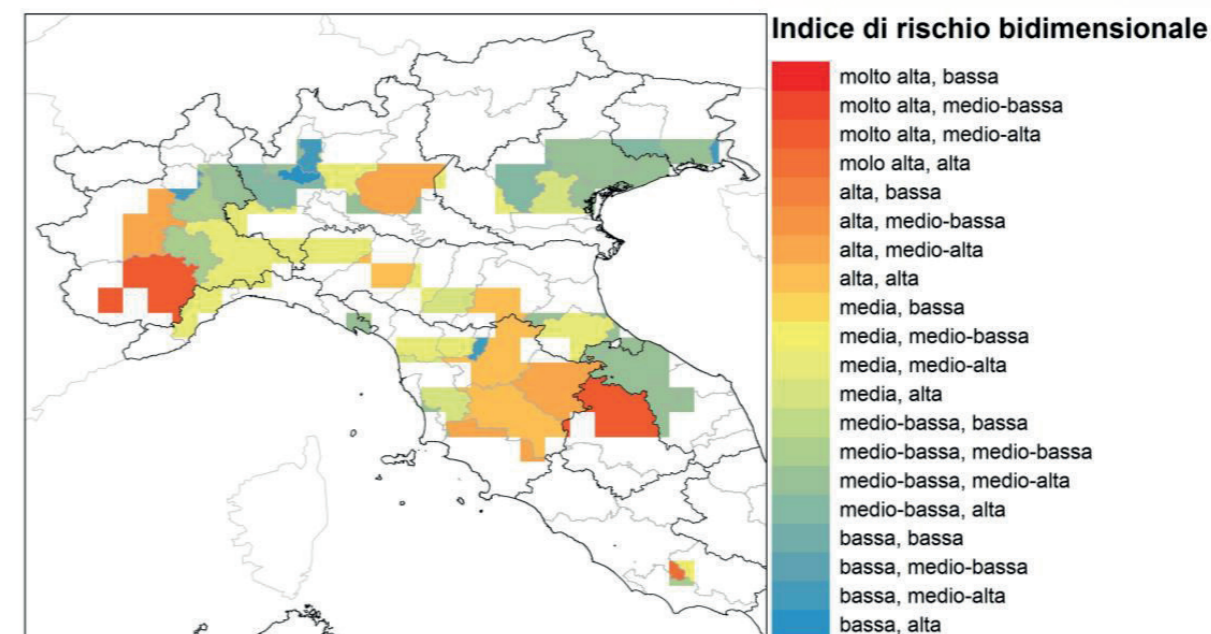 Indice di rischio bidimensionale
molto alta, bassa
molto alta, medio-bassa
molto alta, medio-alta
molo alta, alta
alta, bassa
alta, medio-bassa
alta, medio-alta
alta, alta
media, bassa
media, medio-bassa
media, medio-alta
media, alta
medio-bassa, bassa
medio-bassa, medio-bassa
medio-bassa, medio-alta
medio-bassa, alta
bassa, bassa
bassa, medio-bassa
bassa, medio-alta
bassa, alta